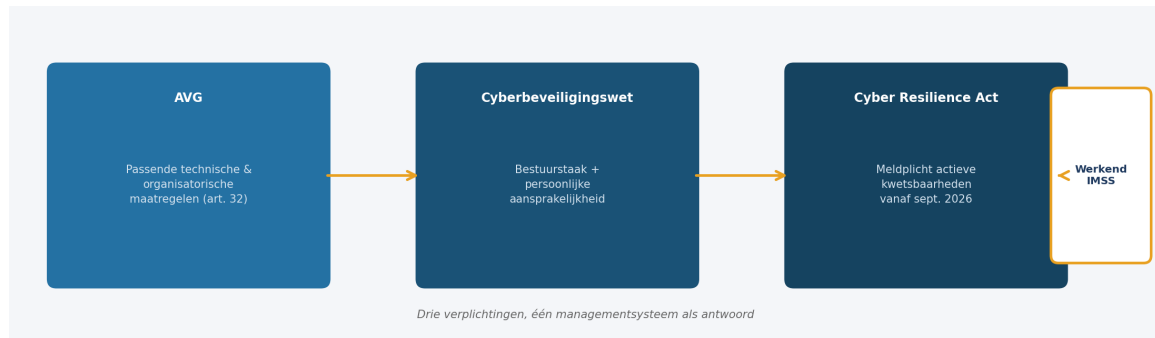 AVG
Passende technische &
organisatorische
maatregelen (art. 32)
Cyberbeveiligingswet
Bestuurstaak +
persoonlijke
aansprakelijkheid
Cyber Resilience Act
Meldplicht actieve
kwetsbaarheden
vanaf sept. 2026
Werkend
IMSS
Drie verplichtingen, één managementsysteem als antwoord